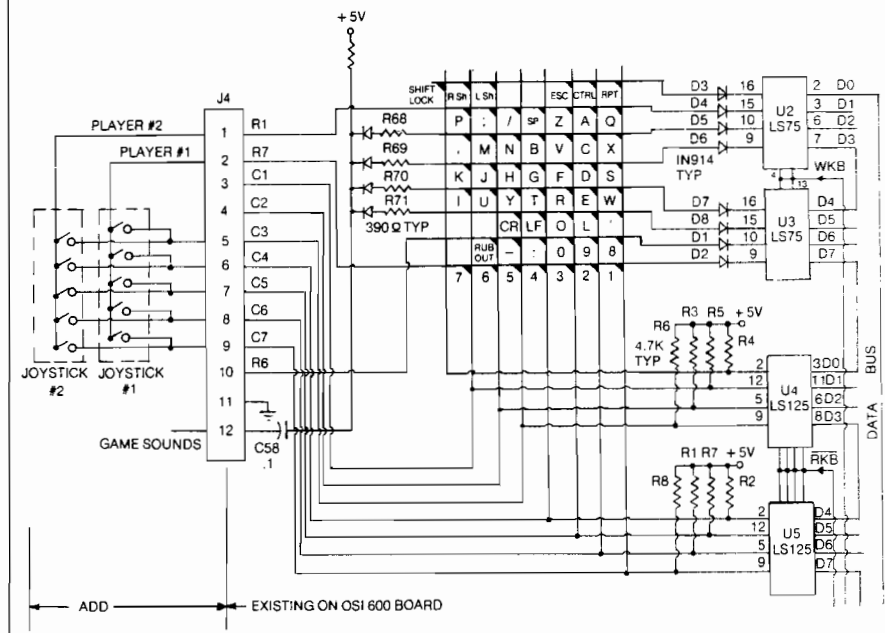 + 5V
J4
PLAYER #2
PLAYER #1
1
2
3
4
5
6
7
8
9
10
11
12
R1
R7
C1
C2
C3
C4
C5
C6
C7
R6
JOYSTICK #2
JOYSTICK #1
GAME SOUNDS
C58
.1
ADD
EXISTING ON OSI 600 BOARD
R68
R69
R70
R71
390 Ω TYP
SHIFT LOCK
R SH L SH ESC CTRL RPT
P ; / SP Z A Q
, M N B V C X
K J H G F D S
I U Y T R E W
CR LF O L .
RUB OUT - : 0 9 8
7 6 5 4 3 2 1
D3 16
D4 15
D5 10
D6 9
IN914 TYP
U2
LS75
2 D0
3 D1
6 D2
7 D3
4
13
WKB
D7 16
D8 15
D1 10
D2 9
U3
LS75
D4
D5
D6
D7
R3 R5 + 5V
R6
R4
4.7K TYP
2
12
5
9
U4
LS125
3 D0
11 D1
6 D2
8 D3
RKB
DATA BUS
R1 R7 + 5V
R8
R2
2
12
5
9
U5
LS125
D4
D5
D6
D7